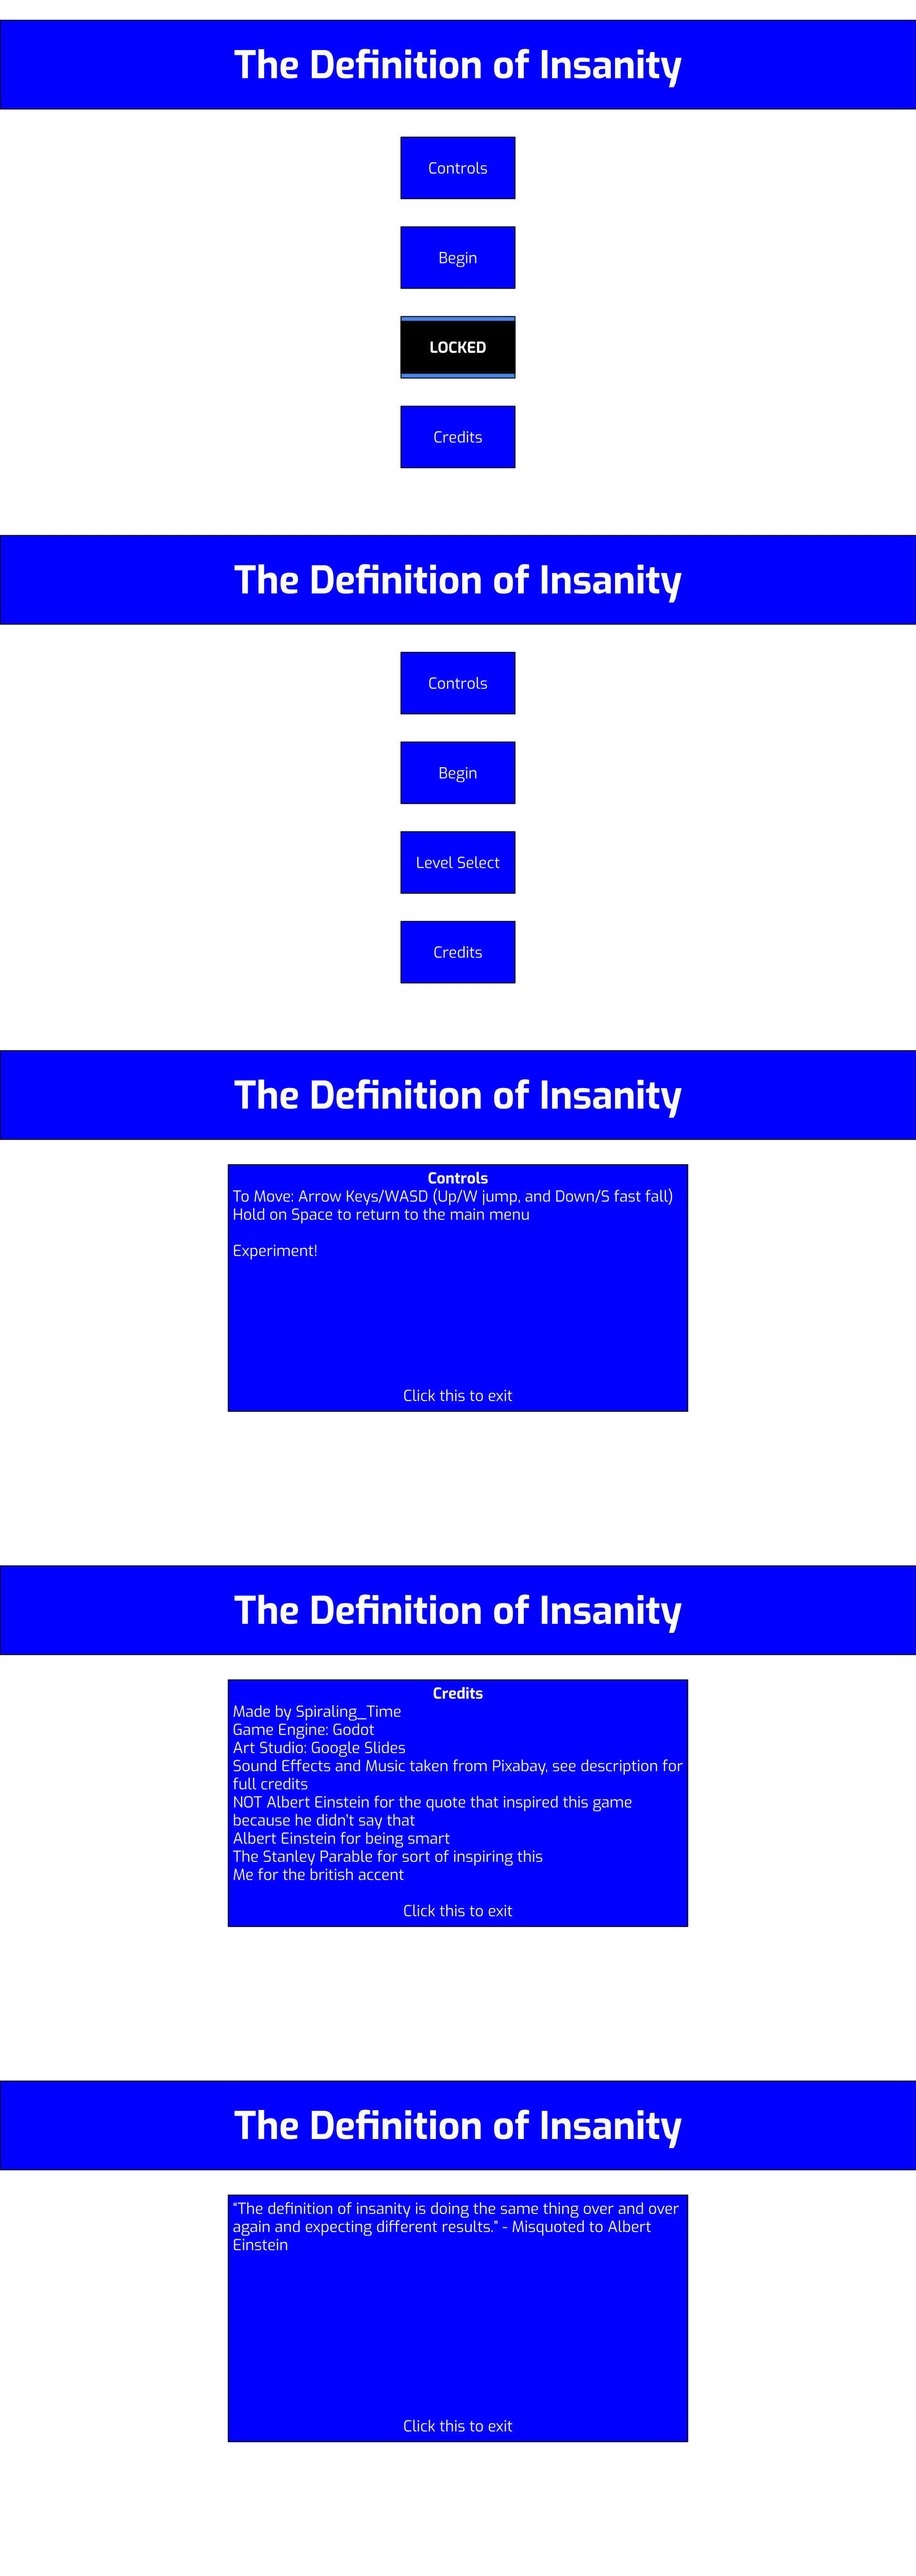 The Definition of Insanity
Controls
Begin
LOCKED
Credits
The Definition of Insanity
Controls
Begin
Level Select
Credits
The Definition of Insanity
Controls
To Move: Arrow Keys/WASD (Up/W jump, and Down/S fast fall)
Hold on Space to return to the main menu
Experiment!
Click this to exit
The Definition of Insanity
Credits
Made by Spiraling_Time
Game Engine: Godot
Art Studio: Google Slides
Sound Effects and Music taken from Pixabay, see description for
full credits
NOT Albert Einstein for the quote that inspired this game
because he didn't say that
Albert Einstein for being smart
The Stanley Parable for sort of inspiring this
Me for the british accent
Click this to exit
The Definition of Insanity
“The definition of insanity is doing the same thing over and over
again and expecting different results.” - Misquoted to Albert
Einstein
Click this to exit